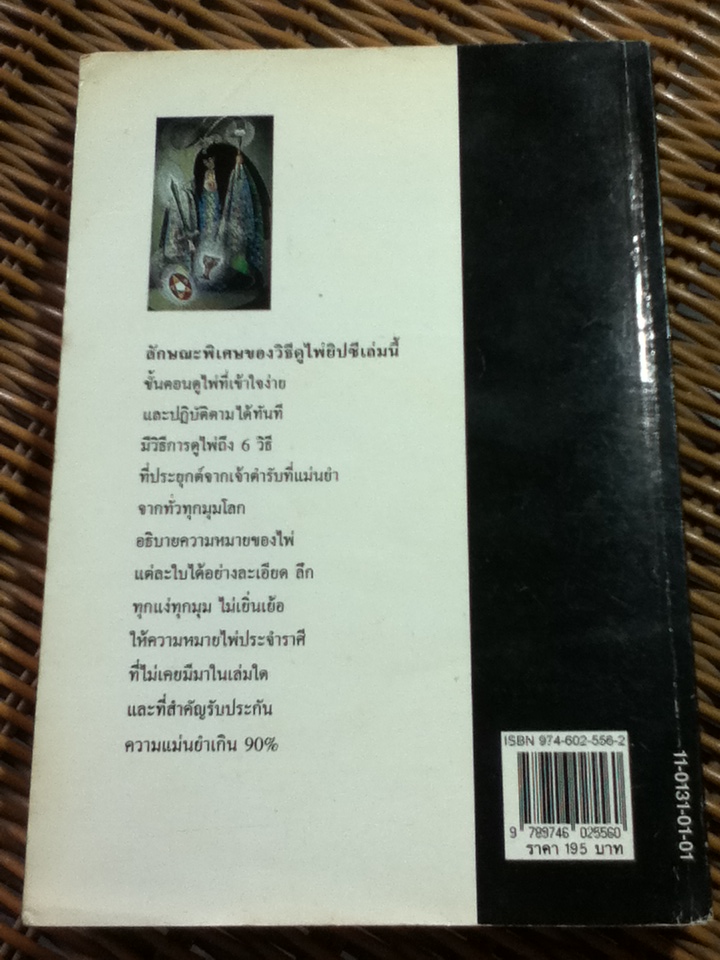 ลักษณะพิเศษของวิธีดูไพ่ยิปซีเล่มนี้
ขั้นตอนดูไพ่ที่เข้าใจง่าย
และปฏิบัติตามได้ทันที
มีวิธีการดูไพ่ถึง 6 วิธี
ที่ประยุกต์จากเจ้าตำรับที่แม่นยำ
จากทั่วทุกมุมโลก
อธิบายความหมายของไพ่
แต่ละใบได้อย่างละเอียด ลึก
ทุกแง่ทุกมุม ไม่เยิ่นเย้อ
ให้ความหมายไพ่ประจำราศี
ที่ไม่เคยมีมาในเล่มใด
และที่สำคัญรับประกัน
ความแม่นยำเกิน 90%
ISBN 974-602-556-2
9 789746 025560
ราคา 195 บาท
11-0131-01-01